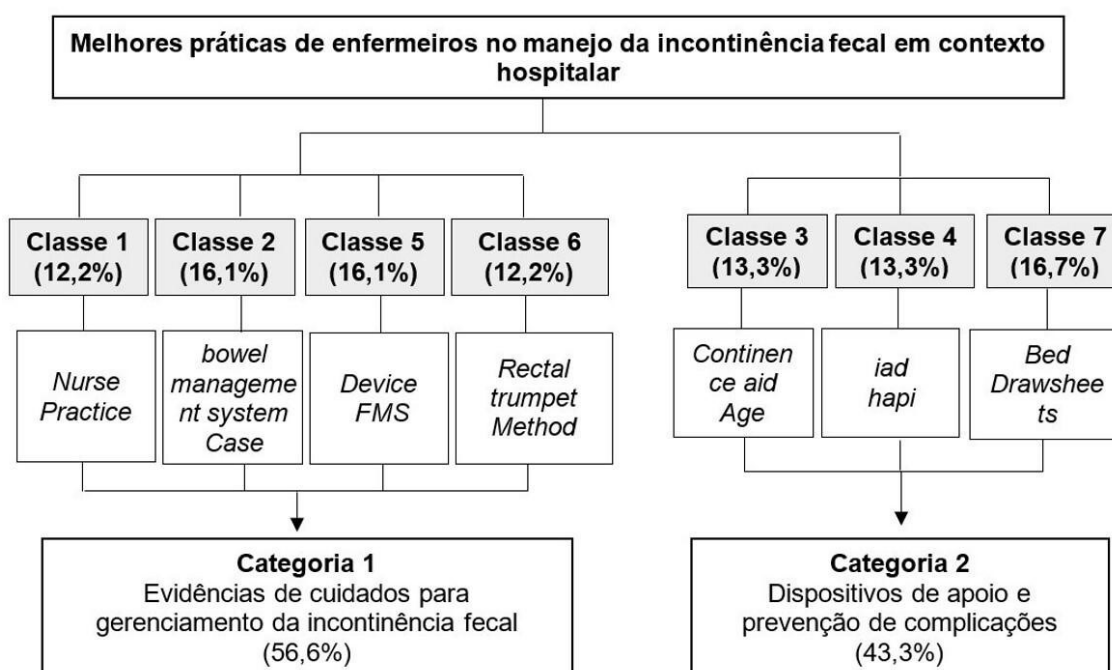 Melhores práticas de enfermeiros no manejo da incontinência fecal em contexto
hospitalar
Classe 1
(12,2%)
Classe 2
(16,1%)
Classe 5
(16,1%)
Classe 6
(12,2%)
Classe 3
(13,3%)
Classe 4
(13,3%)
Classe 7
(16,7%)
Nurse
Practice
bowel
manageme
nt system
Case
Device
FMS
Rectal
trumpet
Method
Continen
ce aid
Age
iad
hapi
Bed
Drawshee
ts
Categoria 1
Evidências de cuidados para
gerenciamento da incontinência fecal
(56,6%)
Categoria 2
Dispositivos de apoio e
prevenção de complicações
(43,3%)